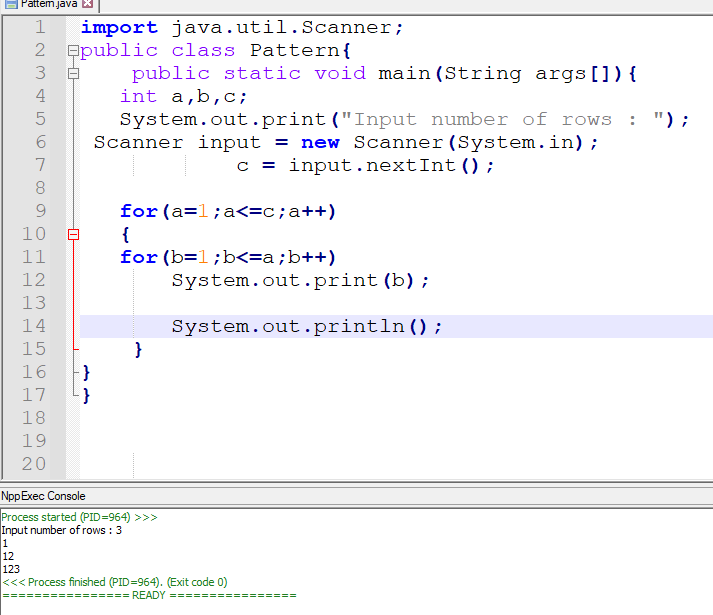 Pattern.java
1 import java.util.Scanner;
2 public class Pattern{
3 public static void main(String args[]){
4 int a,b,c;
5 System.out.print("Input number of rows : ");
6 Scanner input = new Scanner(System.in);
7 c = input.nextInt();
8
9 for(a=1;a<=c;a++)
10 {
11 for(b=1;b<=a;b++)
12 System.out.print(b);
13
14 System.out.println();
15 }
16 }
17 }
18
19
20
NppExec Console
Process started (PID=964) >>>
Input number of rows : 3
1
12
123
<<< Process finished (PID=964). (Exit code 0)
================ READY ================